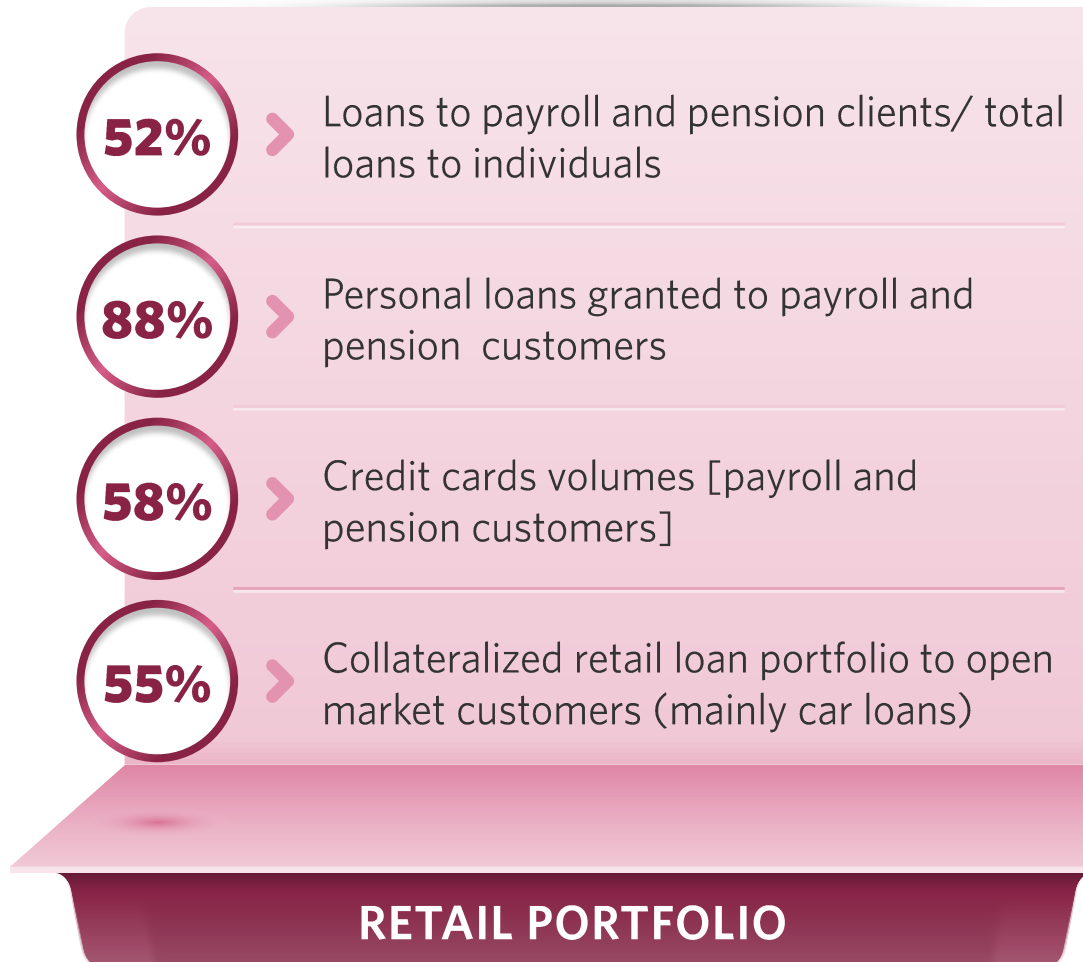 52%
Loans to payroll and pension clients/ total
loans to individuals
88%
Personal loans granted to payroll and
pension  customers
58%
Credit cards volumes [payroll and
pension customers]
55%
Collateralized retail loan portfolio to open
market customers (mainly car loans)
RETAIL PORTFOLIO